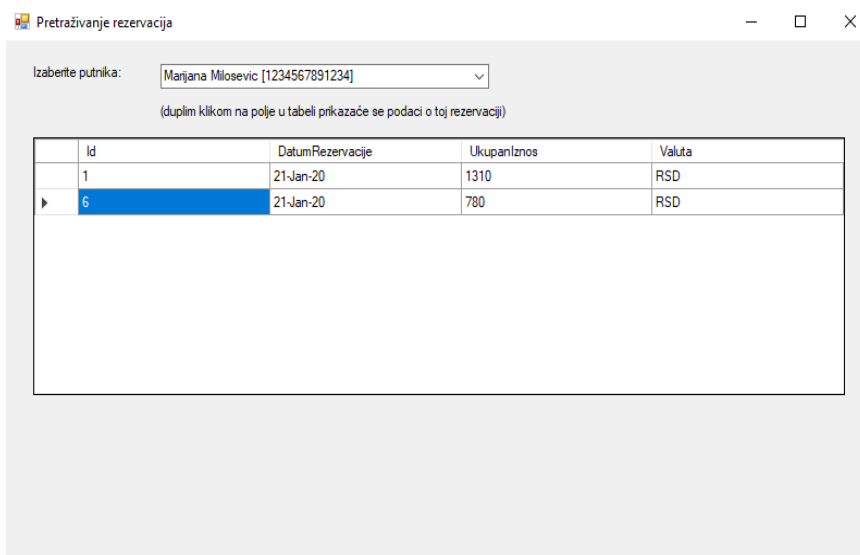 Pretraživanje rezervacija
Izaberite putnika: Marijana Milosevic [1234567891234]
(duplim klikom na polje u tabeli prikazaće se podaci o toj rezervaciji)
Id DatumRezervacije UkupanIznos Valuta
1 21-Jan-20 1310 RSD
6 21-Jan-20 780 RSD